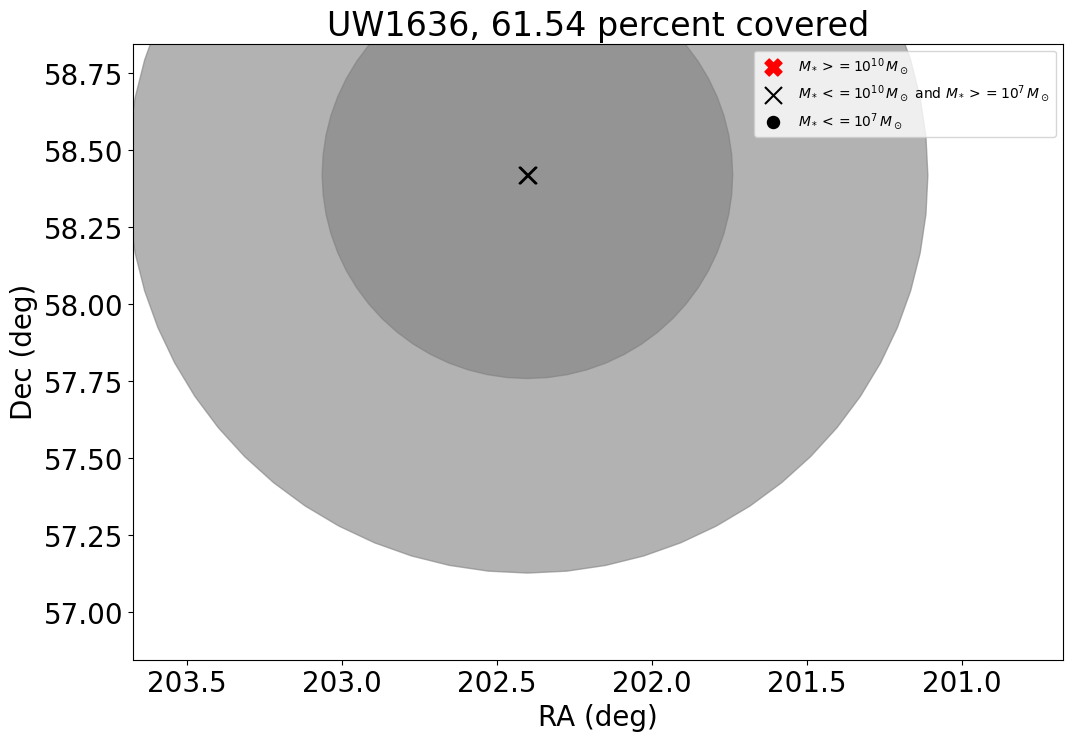 UW1636, 61.54 percent covered
M* >= 10^10 M⊙
M* <= 10^10 M⊙ and M* >= 10^7 M⊙
M* <= 10^7 M⊙
58.75
58.50
58.25
58.00
57.75
57.50
57.25
57.00
Dec (deg)
203.5 203.0 202.5 202.0 201.5 201.0
RA (deg)